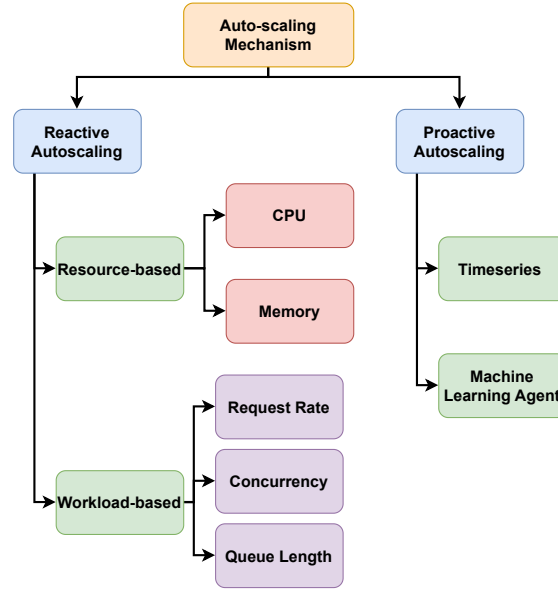 Auto-scaling
Mechanism
Reactive
Autoscaling
Proactive
Autoscaling
CPU
Resource-based
Timeseries
Memory
Machine
Learning Agent
Request Rate
Concurrency
Workload-based
Queue Length